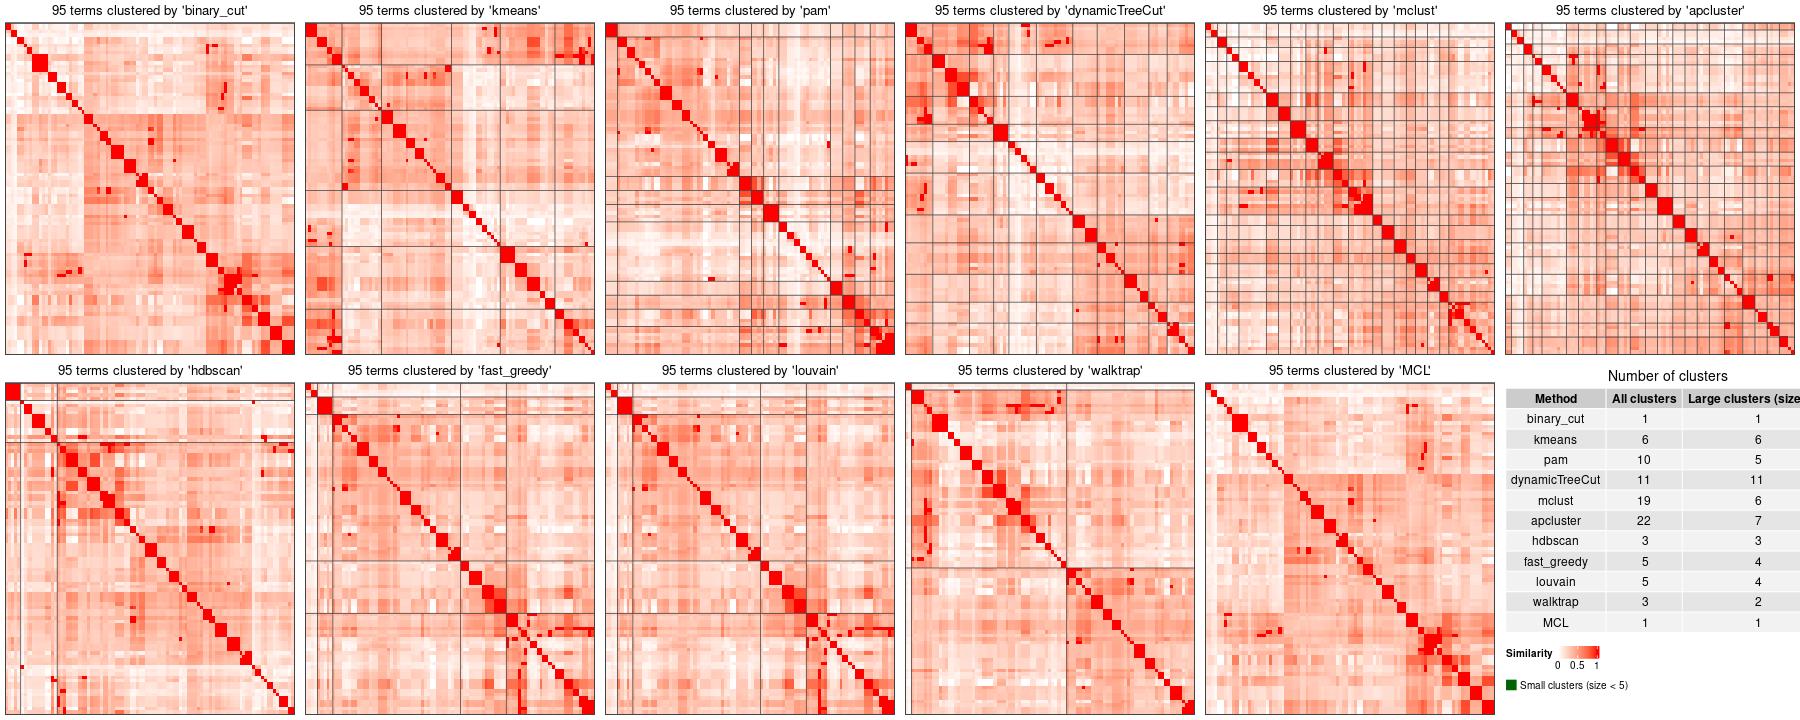 95 terms clustered by 'binary_cut'
95 terms clustered by 'kmeans'
95 terms clustered by 'pam'
95 terms clustered by 'dynamicTreeCut'
95 terms clustered by 'mclust'
95 terms clustered by 'apcluster'
95 terms clustered by 'hdbscan'
95 terms clustered by 'fast_greedy'
95 terms clustered by 'louvain'
95 terms clustered by 'walktrap'
95 terms clustered by 'MCL'
Number of clusters
Method All clusters Large clusters (size
binary_cut 1 1
kmeans 6 6
pam 10 5
dynamicTreeCut 11 11
mclust 19 6
apcluster 22 7
hdbscan 3 3
fast_greedy 5 4
louvain 5 4
walktrap 3 2
MCL 1 1
Similarity
0 0.5 1
Small clusters (size < 5)